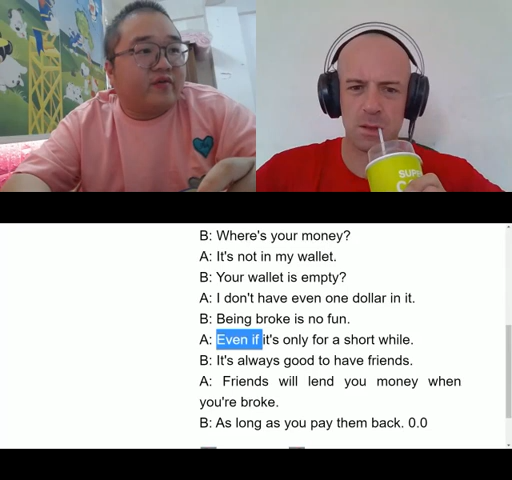 SUP
B: Where's your money?
A: It's not in my wallet.
B: Your wallet is empty?
A: I don't have even one dollar in it.
B: Being broke is no fun.
A: Even if it's only for a short while.
B: It's always good to have friends.
A: Friends will lend you money when
you're broke.
B: As long as you pay them back. 0.0